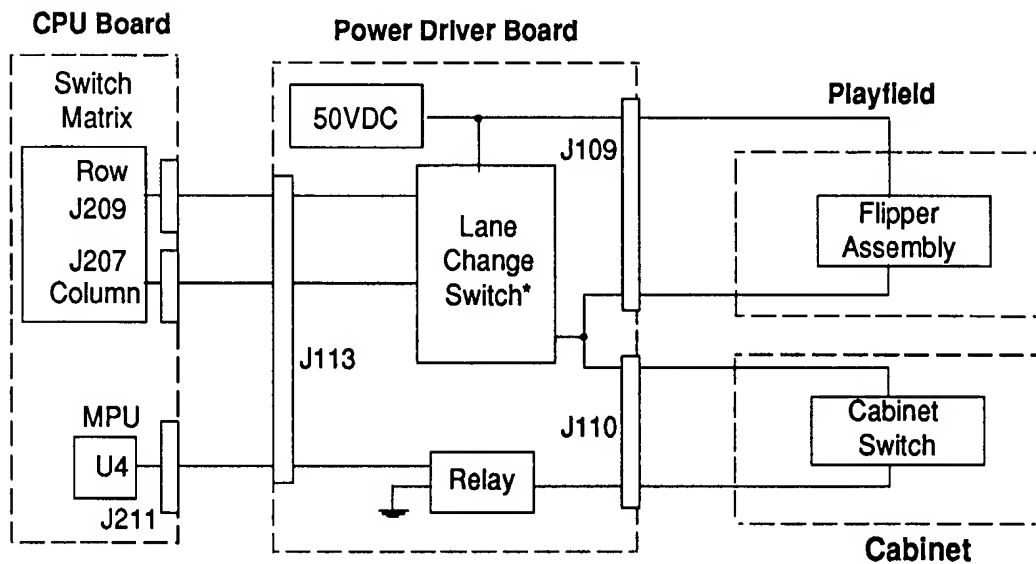 CPU Board
Power Driver Board
Switch
Matrix
50VDC
Playfield
J109
Row
J209
J207
Column
Lane
Change
Switch*
Flipper
Assembly
J113
MPU
U4
J211
J110
Cabinet
Switch
Relay
Cabinet